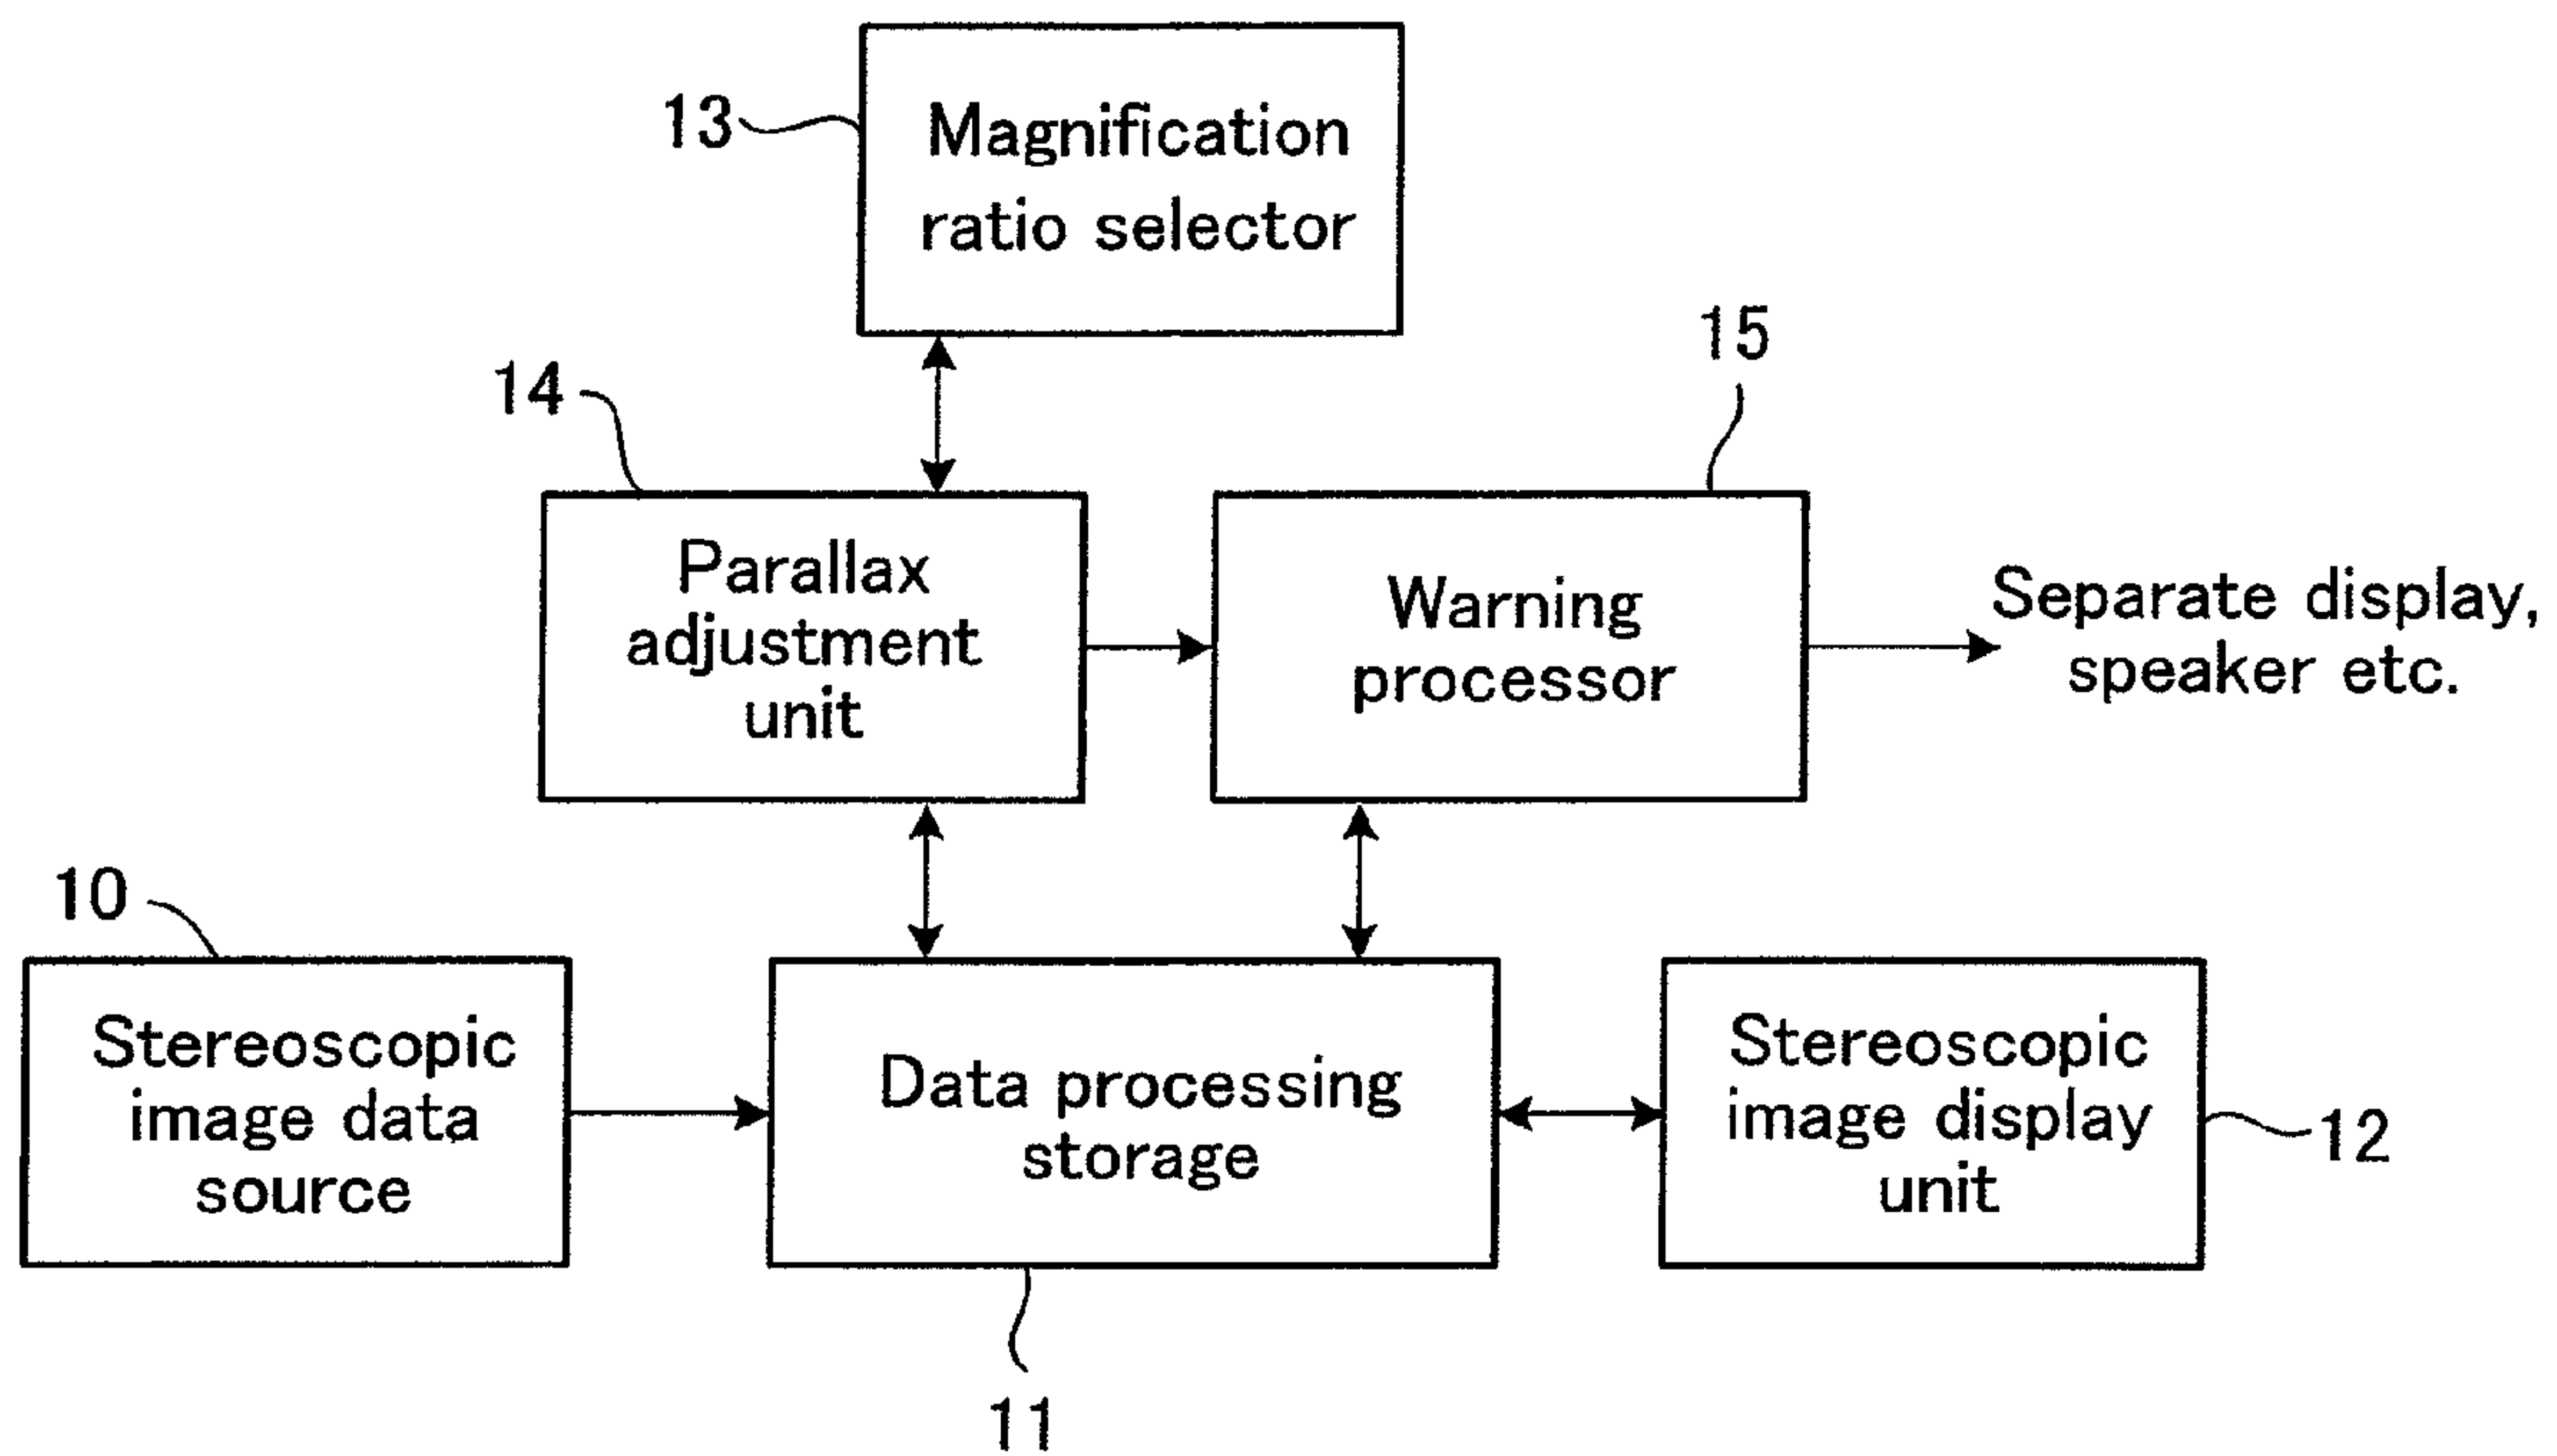 13
Magnification
ratio selector
14
15
Parallax
adjustment
unit
Warning
processor
Separate display,
speaker etc.
10
Stereoscopic
image data
source
Data processing
storage
Stereoscopic
image display
unit
12
11